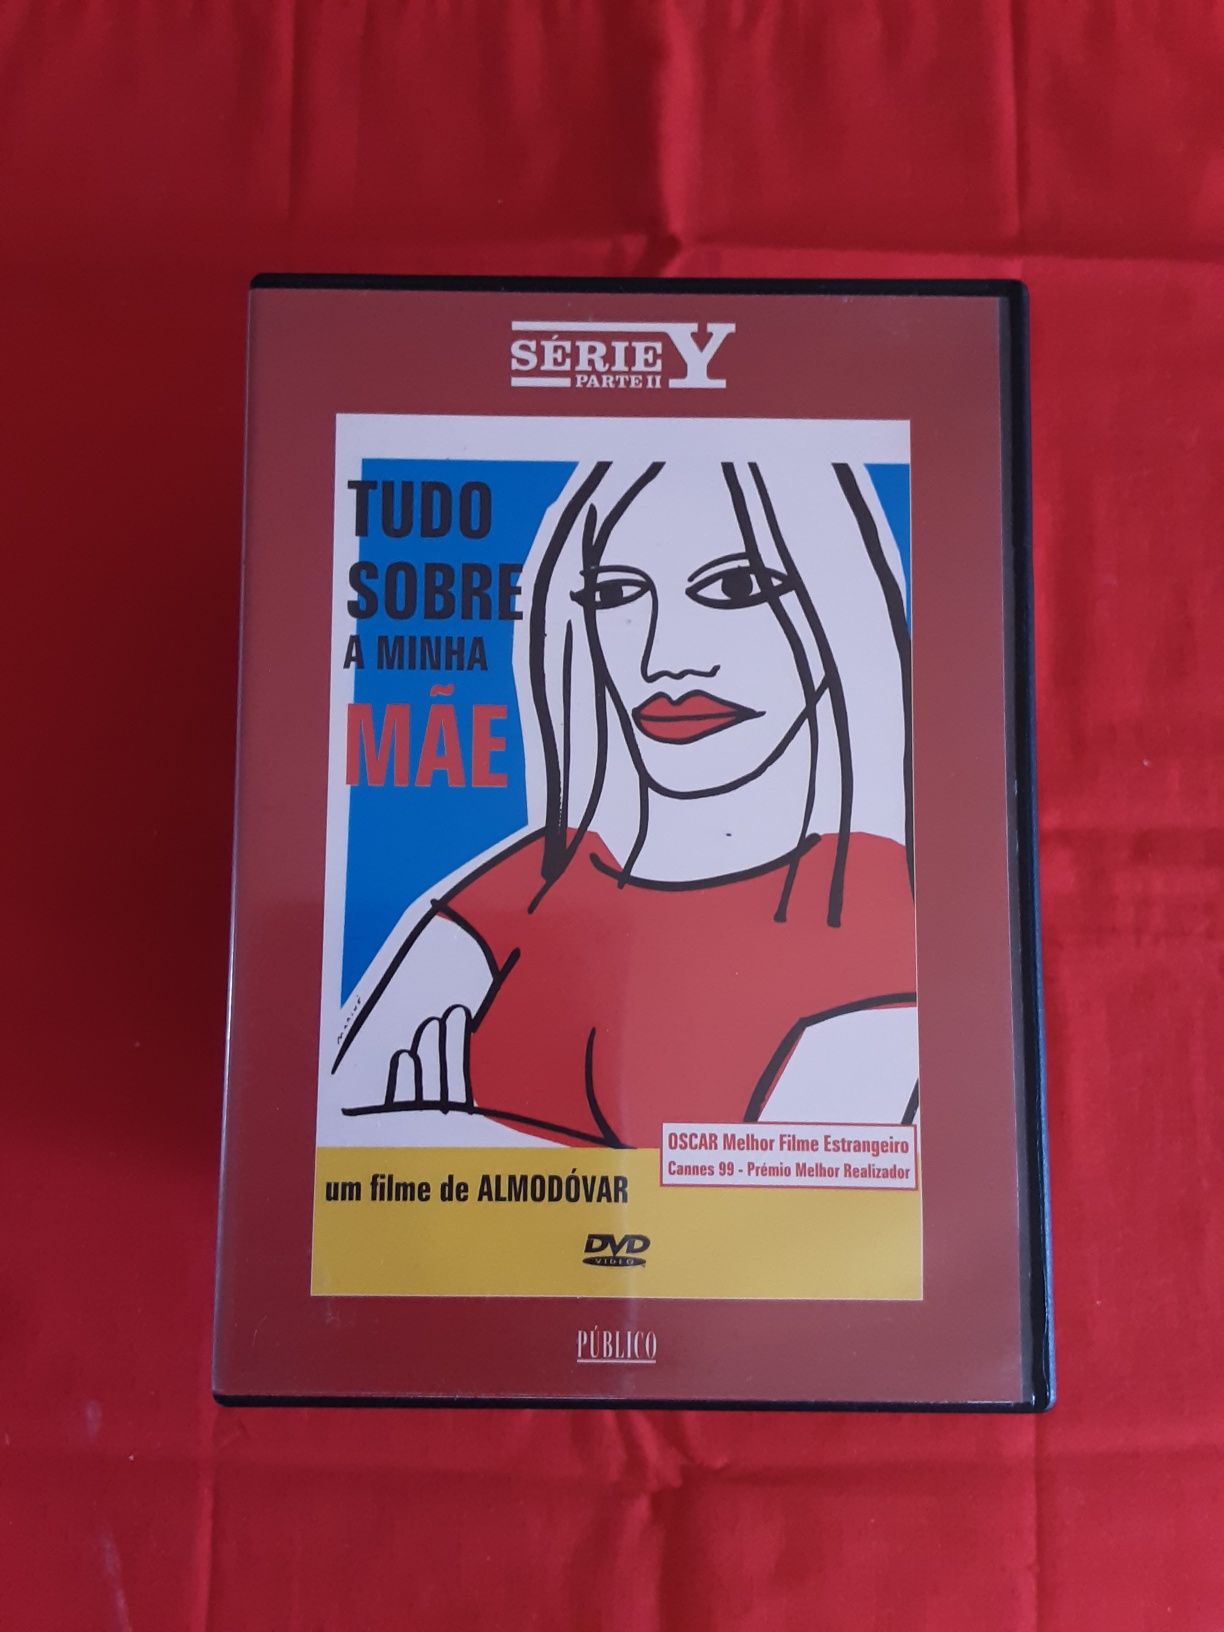 SÉRIE Y
PARTE II
TUDO
SOBRE
A MINHA
MÃE
MARINÉ
OSCAR Melhor Filme Estrangeiro
Cannes 99 - Prémio Melhor Realizador
um filme de ALMODÓVAR
DVD
VIDEO
PÚBLICO